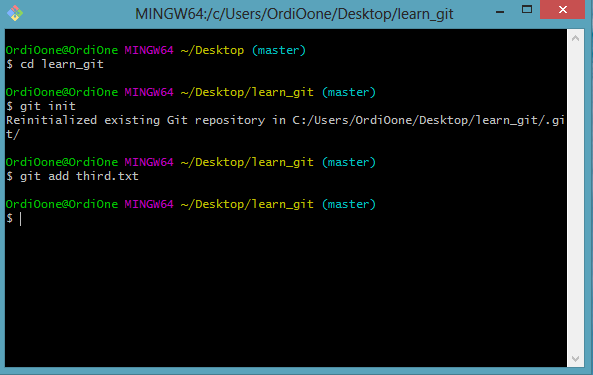 MINGW64:/c/Users/OrdiOone/Desktop/learn_git
OrdiOone@OrdiOne MINGW64 ~/Desktop (master)
$ cd learn_git
OrdiOone@OrdiOne MINGW64 ~/Desktop/learn_git (master)
$ git init
Reinitialized existing Git repository in C:/Users/OrdiOone/Desktop/learn_git/.gi
t/
OrdiOone@OrdiOne MINGW64 ~/Desktop/learn_git (master)
$ git add third.txt
OrdiOone@OrdiOne MINGW64 ~/Desktop/learn_git (master)
$